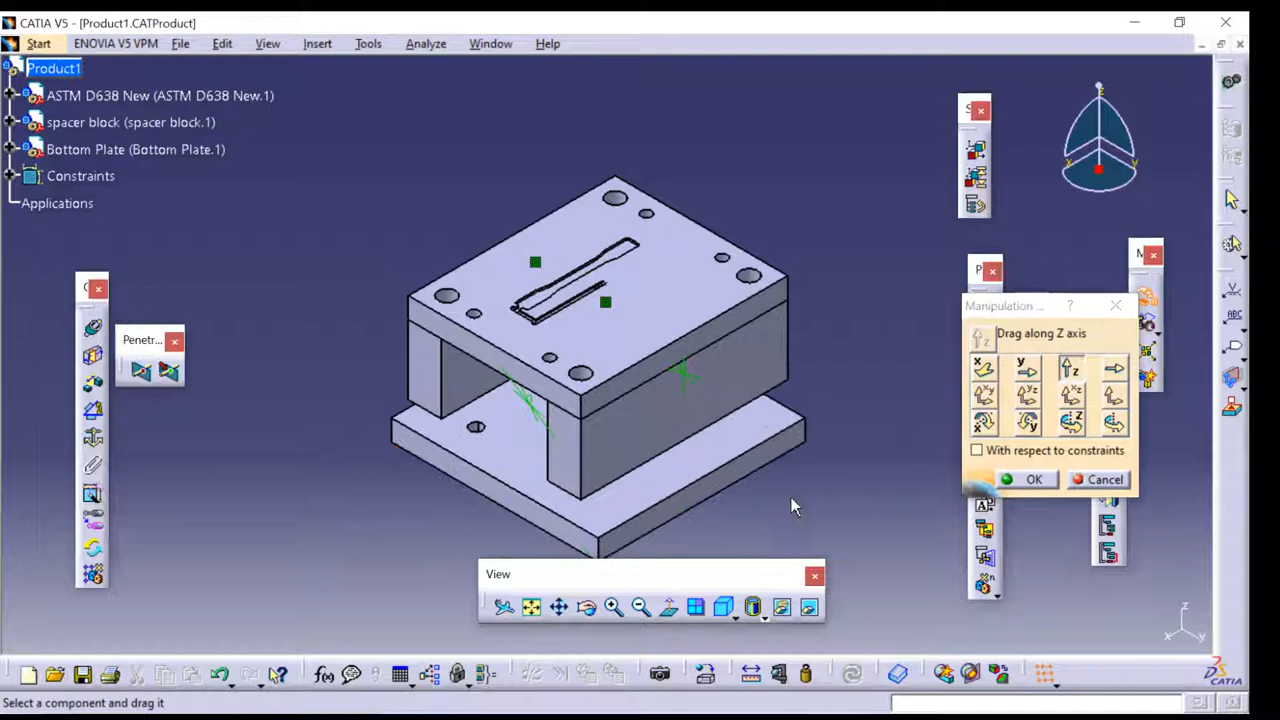 CATIA V5 - [Product1.CATProduct]
Start ENOVIA V5 VPM File Edit View Insert Tools Analyze Window Help
Product1
ASTM D638 New (ASTM D638 New.1)
spacer block (spacer block.1)
Bottom Plate (Bottom Plate.1)
Constraints
Applications
Penetr...
Manipulation ... ?
Drag along Z axis
With respect to constraints
OK Cancel
View
Select a component and drag it
CATIA